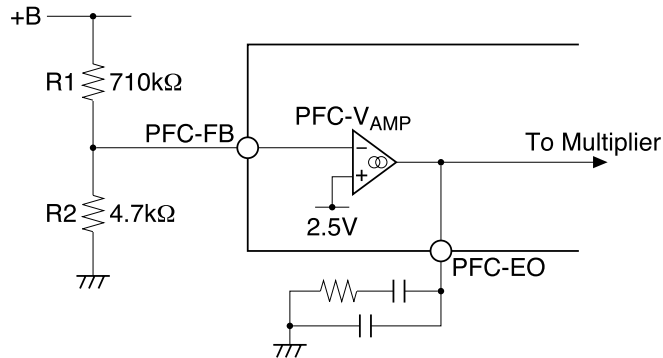 +B
R1 710kΩ
PFC-FB
PFC-VAMP
To Multiplier
R2 4.7kΩ
2.5V
PFC-EO